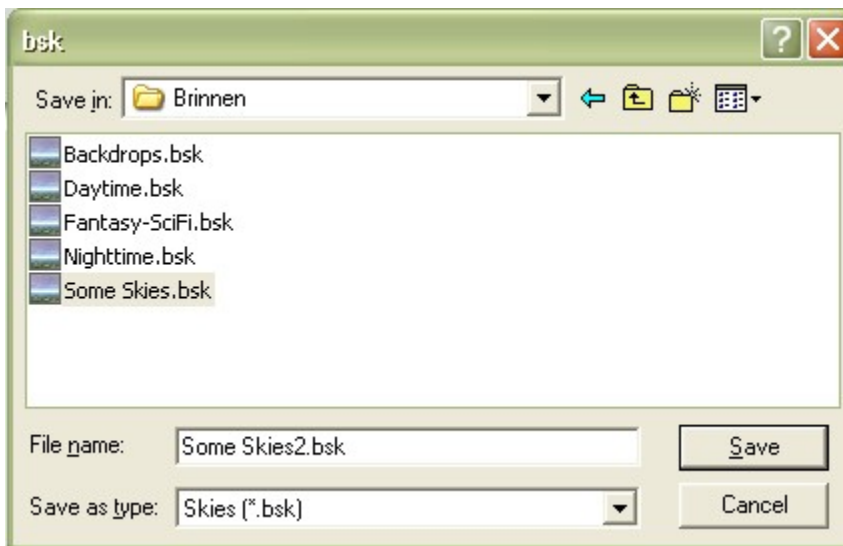 bsk
Save in: Brinnen
Backdrops.bsk
Daytime.bsk
Fantasy-SciFi.bsk
Nighttime.bsk
Some Skies.bsk
File name: Some Skies2.bsk Save
Save as type: Skies (*.bsk) Cancel